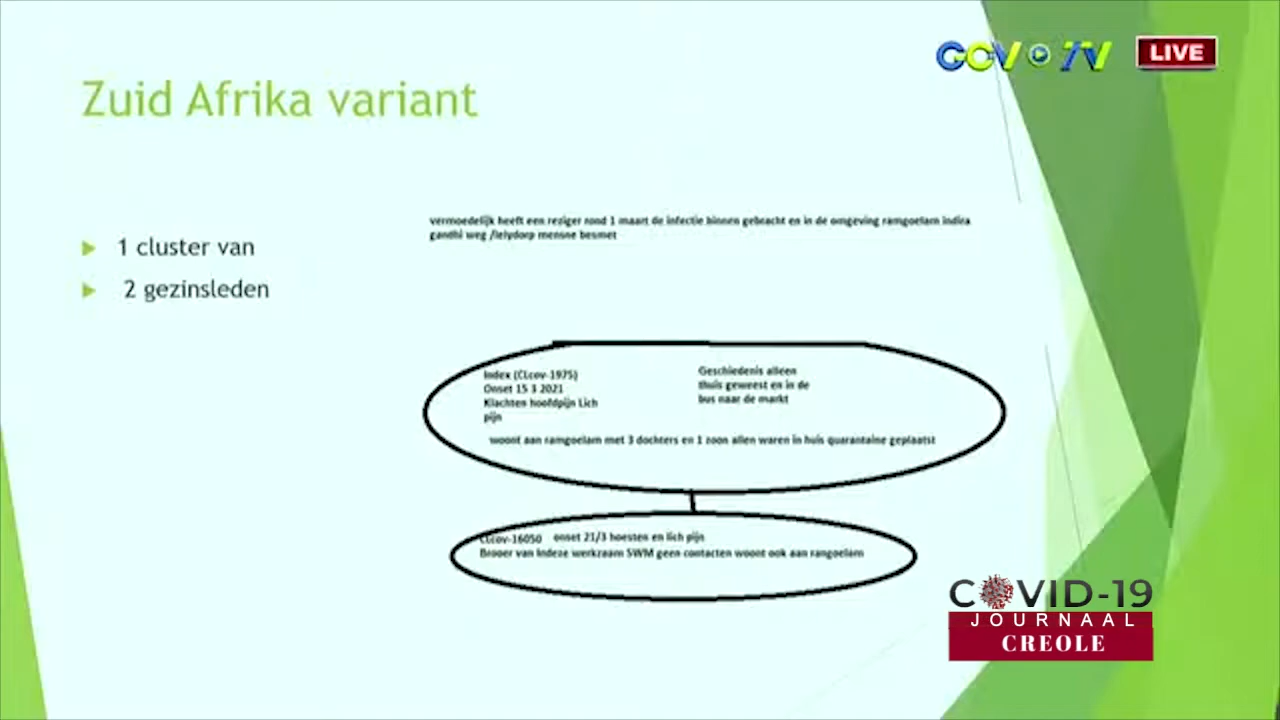 GOV TV
LIVE
Zuid Afrika variant
vermoedelijk heeft een reziger rond 1 maart de infectie binnen gebracht en in de omgeving ramgoelam indira
gandhi weg /lelydorp mensne besmet
1 cluster van
2 gezinsleden
Index (CLcov-1975)
Onset 15 3 2021
Klachten hoofdpijn Lich
pijn
Geschiedenis alleen
thuis geweest en in de
bus naar de markt
woont aan ramgoelam met 3 dochters en 1 zoon allen waren in huis quarantaine geplaatst
CLcov-16050 onset 21/3 hoesten en lich pijn
Brooer van Indexe werkzaam SWM geen contacten woont ook aan rangoelam
COVID-19
JOURNAAL
CREOLE